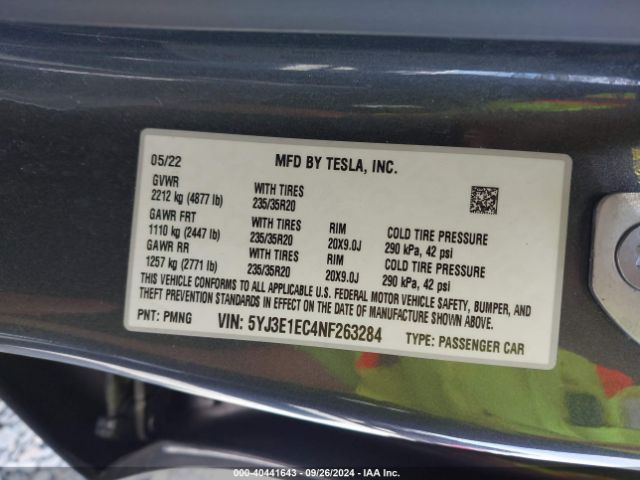 05/22 MFD BY TESLA, INC.
GVWR
2212 kg (4877 lb) WITH TIRES 235/35R20
GAWR FRT
1110 kg (2447 lb) WITH TIRES 235/35R20 RIM 20X9.0J COLD TIRE PRESSURE 290 kPa, 42 psi
GAWR RR
1257 kg (2771 lb) WITH TIRES 235/35R20 RIM 20X9.0J COLD TIRE PRESSURE 290 kPa, 42 psi
THIS VEHICLE CONFORMS TO ALL APPLICABLE U.S. FEDERAL MOTOR VEHICLE SAFETY, BUMPER, AND
THEFT PREVENTION STANDARDS IN EFFECT ON THE DATE OF MANUFACTURE SHOWN ABOVE.
PNT: PMNG VIN: 5YJ3E1EC4NF263284 TYPE: PASSENGER CAR
000-40441643 - 09/26/2024 - IAA Inc.